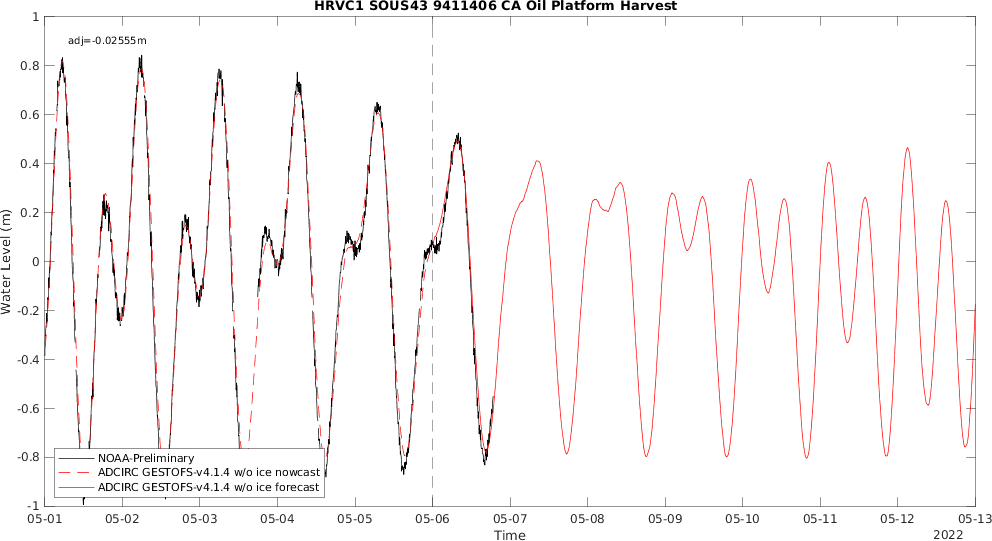 HRVC1 SOUS43 9411406 CA Oil Platform Harvest
adj=-0.02555m
1
0.8
0.6
0.4
0.2
0
-0.2
-0.4
-0.6
-0.8
-1
Water Level (m)
NOAA-Preliminary
ADCIRC GESTOFS-v4.1.4 w/o ice nowcast
ADCIRC GESTOFS-v4.1.4 w/o ice forecast
05-01 05-02 05-03 05-04 05-05 05-06 05-07 05-08 05-09 05-10 05-11 05-12 05-13
Time
2022